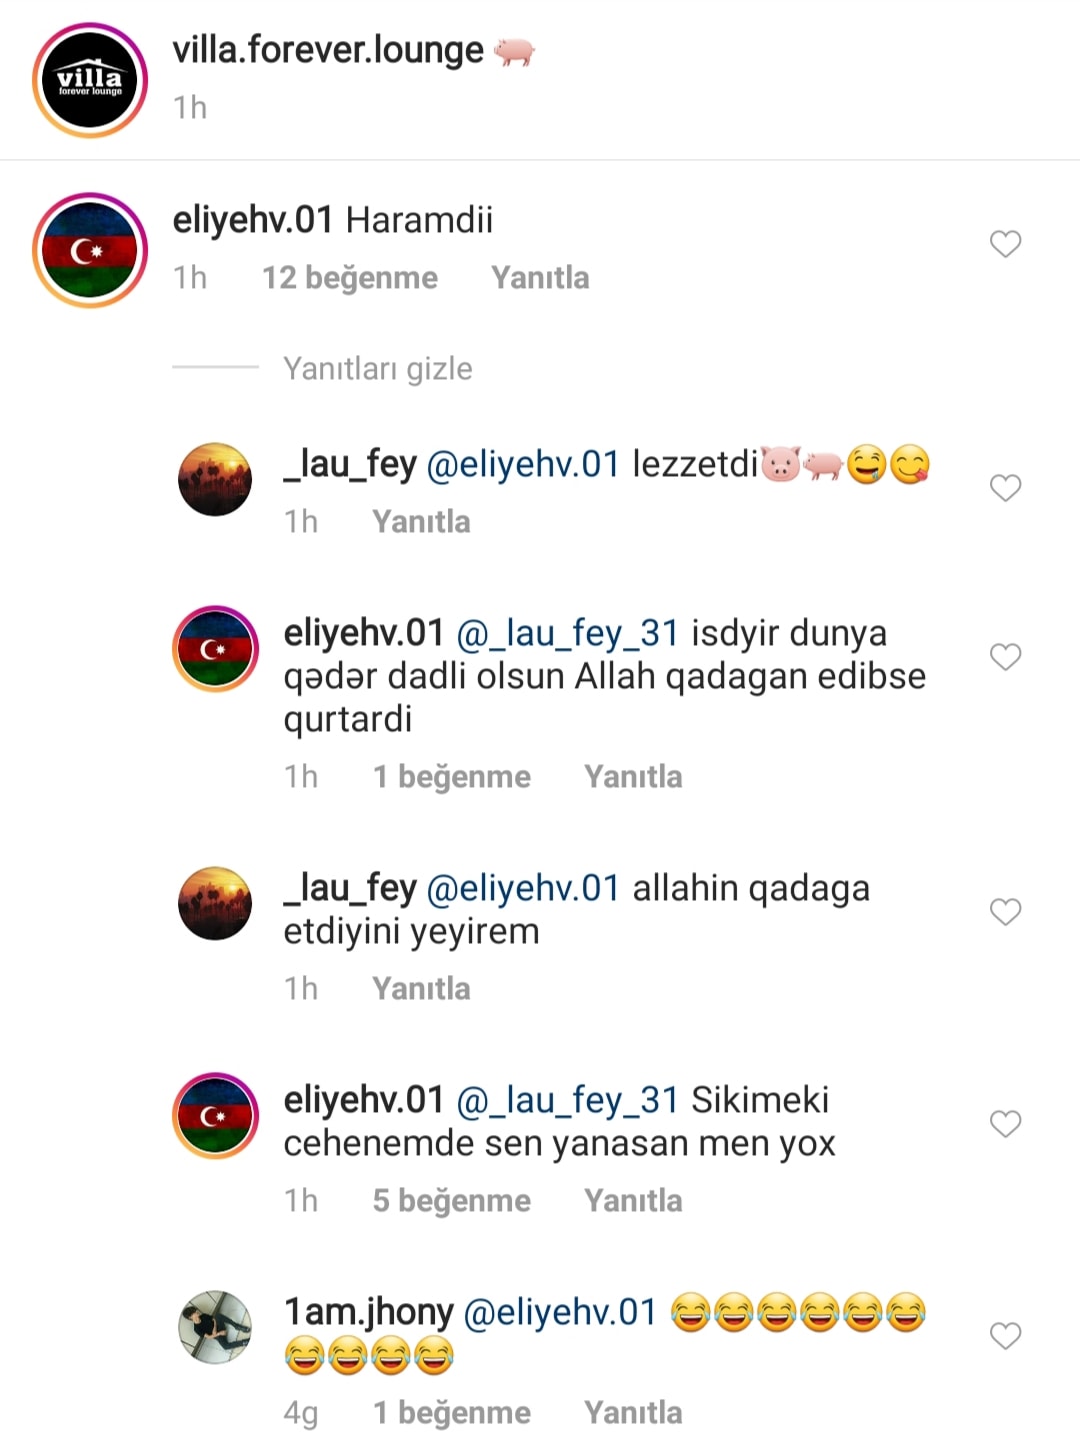 villa
forever lounge
villa.forever.lounge 🐖
1h
eliyehv.01 Haramdii
1h 12 beğenme Yanıtla
Yanıtları gizle
_lau_fey @eliyehv.01 lezzetdi🐷🐖🤤😋
1h Yanıtla
eliyehv.01 @_lau_fey_31 isdyir dunya
qədər dadli olsun Allah qadagan edibse
qurtardi
1h 1 beğenme Yanıtla
_lau_fey @eliyehv.01 allahin qadaga
etdiyini yeyirem
1h Yanıtla
eliyehv.01 @_lau_fey_31 Sikimeki
cehenemde sen yanasan men yox
1h 5 beğenme Yanıtla
1am.jhony @eliyehv.01 😂😂😂😂😂😂
😂😂😂😂
4g 1 beğenme Yanıtla